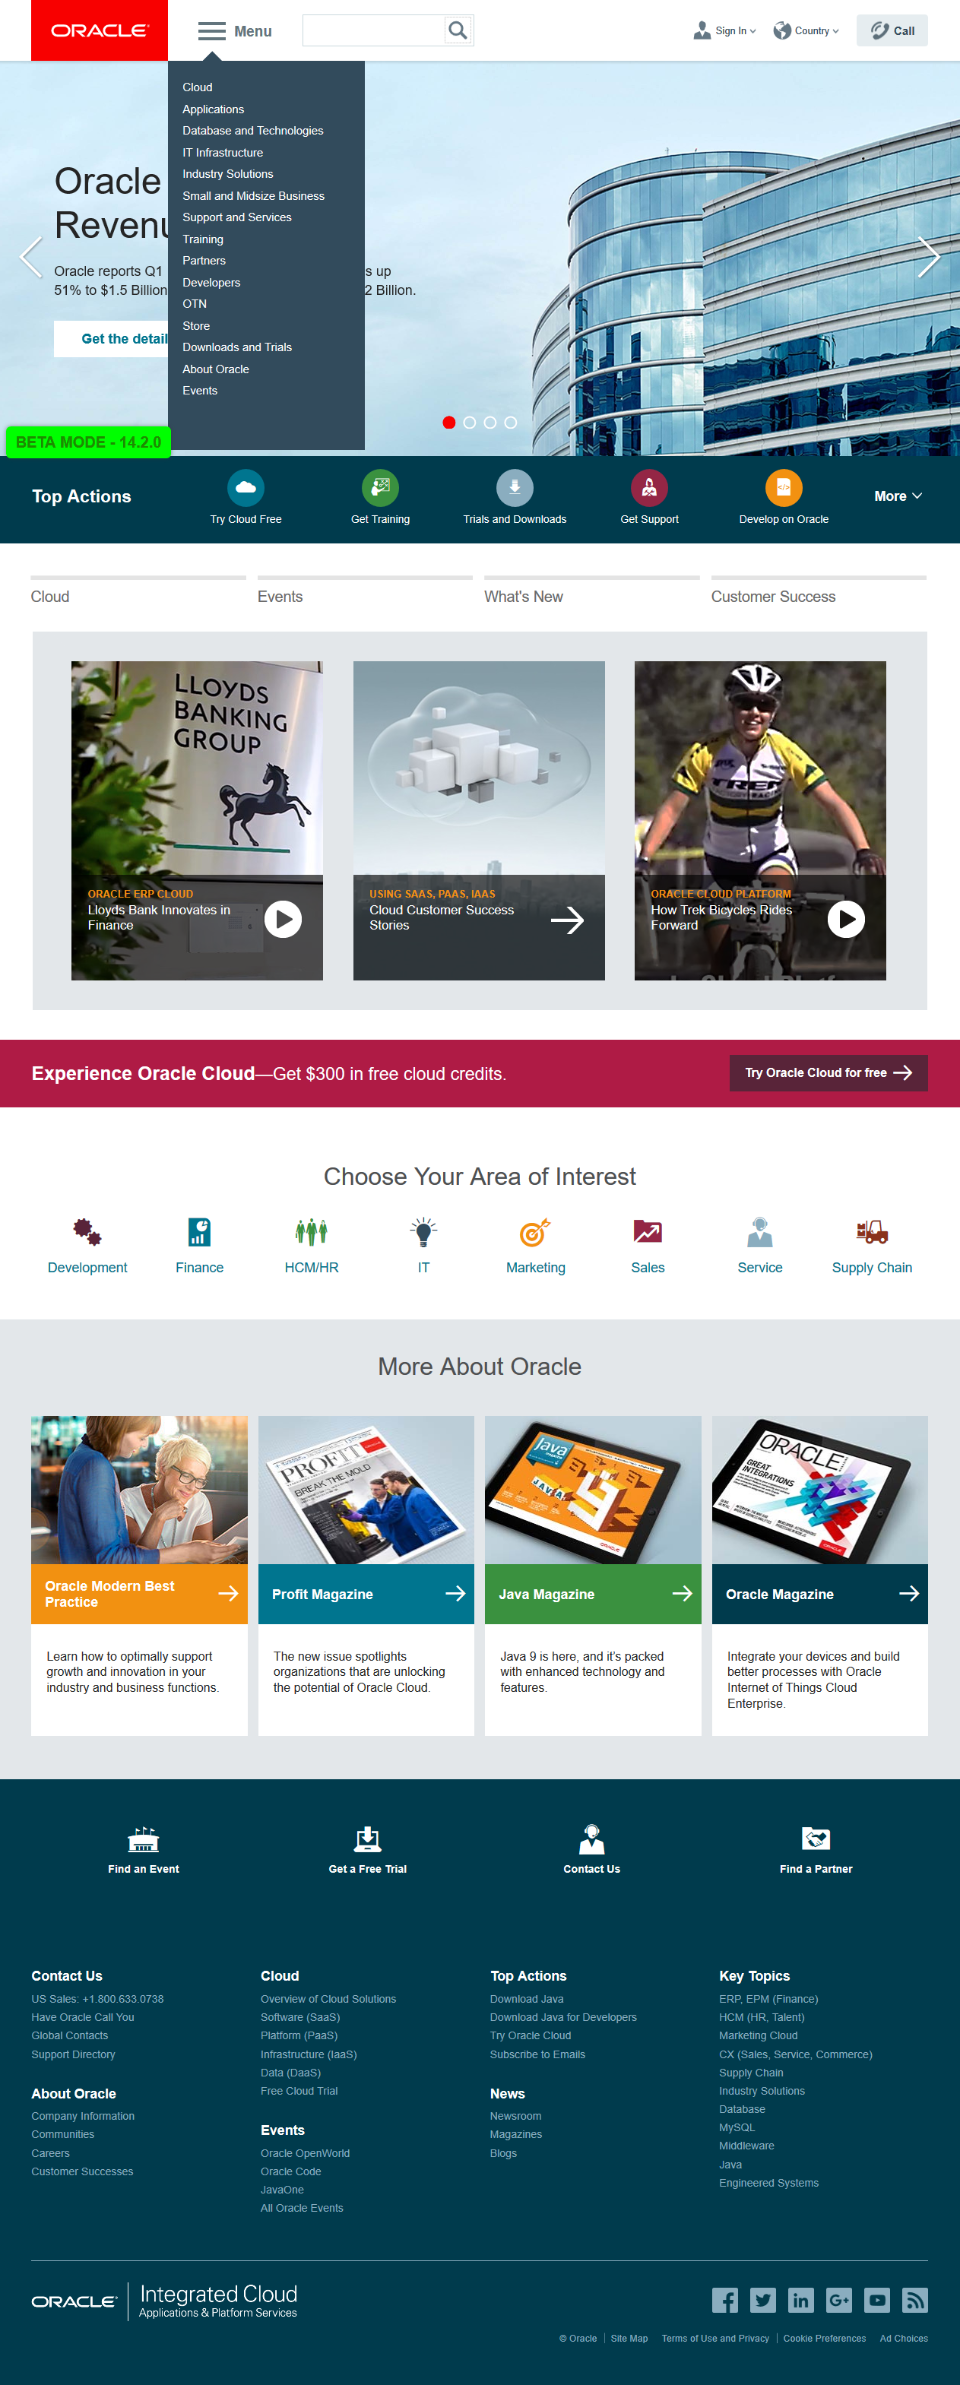 ORACLE
Menu
Sign In
Country
Call
Cloud
Applications
Database and Technologies
IT Infrastructure
Industry Solutions
Small and Midsize Business
Support and Services
Training
Partners
Developers
OTN
Store
Downloads and Trials
About Oracle
Events
Oracle
Oracle reports Q1 s up
51% to $1.5 Billion 2 Billion.
Get the detail
BETA MODE - 14.2.0
Top Actions
Try Cloud Free
Get Training
Trials and Downloads
Get Support
Develop on Oracle
More
Cloud
Events
What's New
Customer Success
LLOYDS
BANKING
GROUP
TREK
ORACLE ERP CLOUD
Lloyds Bank Innovates in
Finance
USING SAAS, PAAS, IAAS
Cloud Customer Success
Stories
ORACLE CLOUD PLATFORM
How Trek Bicycles Rides
Forward
Experience Oracle Cloud—Get $300 in free cloud credits.
Try Oracle Cloud for free
Choose Your Area of Interest
Development
Finance
HCM/HR
IT
Marketing
Sales
Service
Supply Chain
More About Oracle
PROFIT
BREAK THE MOLD
Java
JAVA
9
ORACLE
GREAT
INTEGRATIONS
Oracle Modern Best
Practice
Profit Magazine
Java Magazine
Oracle Magazine
Learn how to optimally support
growth and innovation in your
industry and business functions.
The new issue spotlights
organizations that are unlocking
the potential of Oracle Cloud.
Java 9 is here, and it's packed
with enhanced technology and
features.
Integrate your devices and build
better processes with Oracle
Internet of Things Cloud
Enterprise.
Find an Event
Get a Free Trial
Contact Us
Find a Partner
Contact Us
US Sales: +1.800.633.0738
Have Oracle Call You
Global Contacts
Support Directory
About Oracle
Company Information
Communities
Careers
Customer Successes
Cloud
Overview of Cloud Solutions
Software (SaaS)
Platform (PaaS)
Infrastructure (IaaS)
Data (DaaS)
Free Cloud Trial
Events
Oracle OpenWorld
Oracle Code
JavaOne
All Oracle Events
Top Actions
Download Java
Download Java for Developers
Try Oracle Cloud
Subscribe to Emails
News
Newsroom
Magazines
Blogs
Key Topics
ERP, EPM (Finance)
HCM (HR, Talent)
Marketing Cloud
CX (Sales, Service, Commerce)
Supply Chain
Industry Solutions
Database
MySQL
Middleware
Java
Engineered Systems
ORACLE Integrated Cloud
Applications & Platform Services
© Oracle | Site Map Terms of Use and Privacy | Cookie Preferences Ad Choices